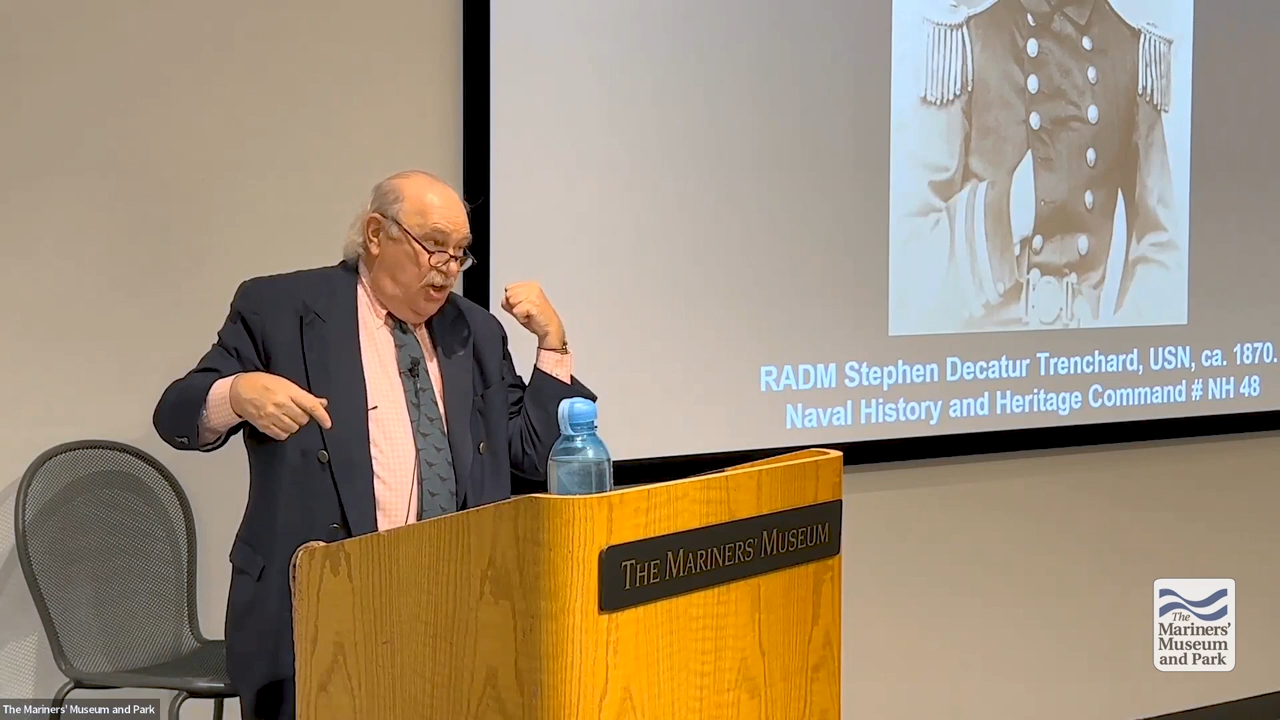 RADM Stephen Decatur Trenchard, USN, ca. 1870.
Naval History and Heritage Command # NH 48
THE MARINERS' MUSEUM
The
Mariners'
Museum
and Park
The Mariners' Museum and Park